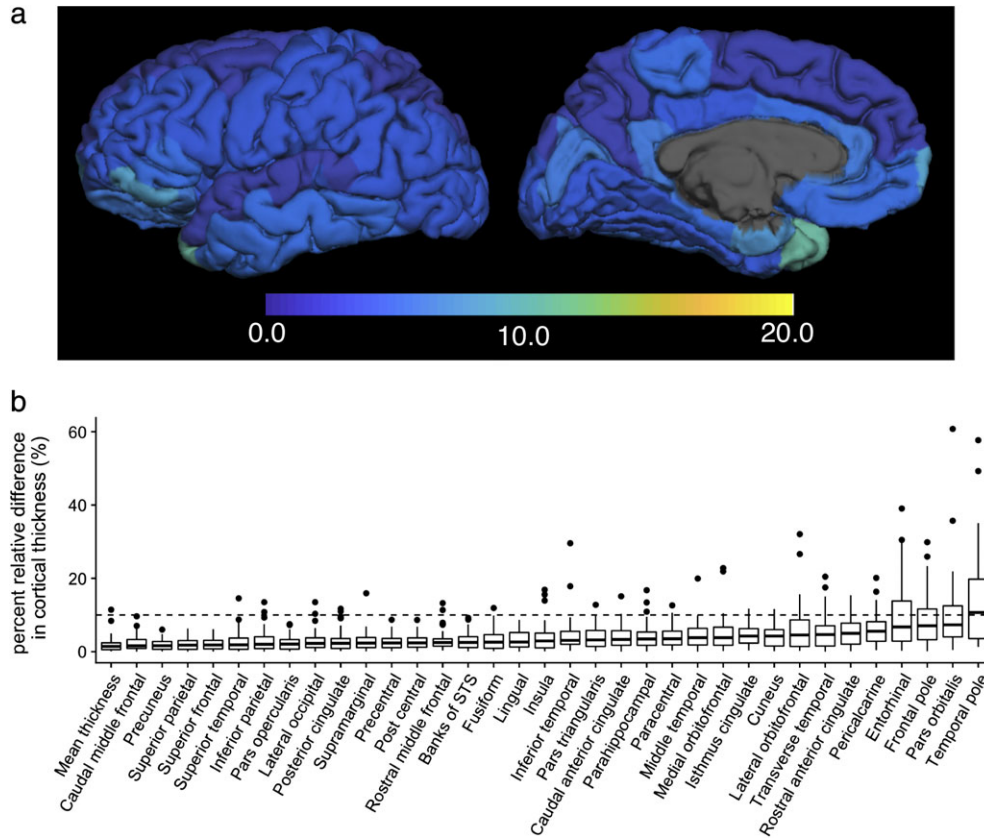 a
0.0
10.0
20.0
b
percent relative difference
in cortical thickness (%)
60
40
20
0
Mean thickness
Caudal middle frontal
Precuneus
Superior parietal
Superior frontal
Superior temporal
Inferior parietal
Pars opercularis
Lateral occipital
Posterior cingulate
Supramarginal
Precentral
Post central
Rostral middle frontal
Banks of STS
Fusiform
Lingual
Insula
Inferior temporal
Pars triangularis
Caudal anterior cingulate
Parahippocampal
Paracentral
Middle temporal
Medial orbitofrontal
Isthmus cingulate
Cuneus
Lateral orbitofrontal
Transverse temporal
Rostral anterior cingulate
Pericalcarine
Entorhinal
Frontal pole
Pars orbitalis
Temporal pole